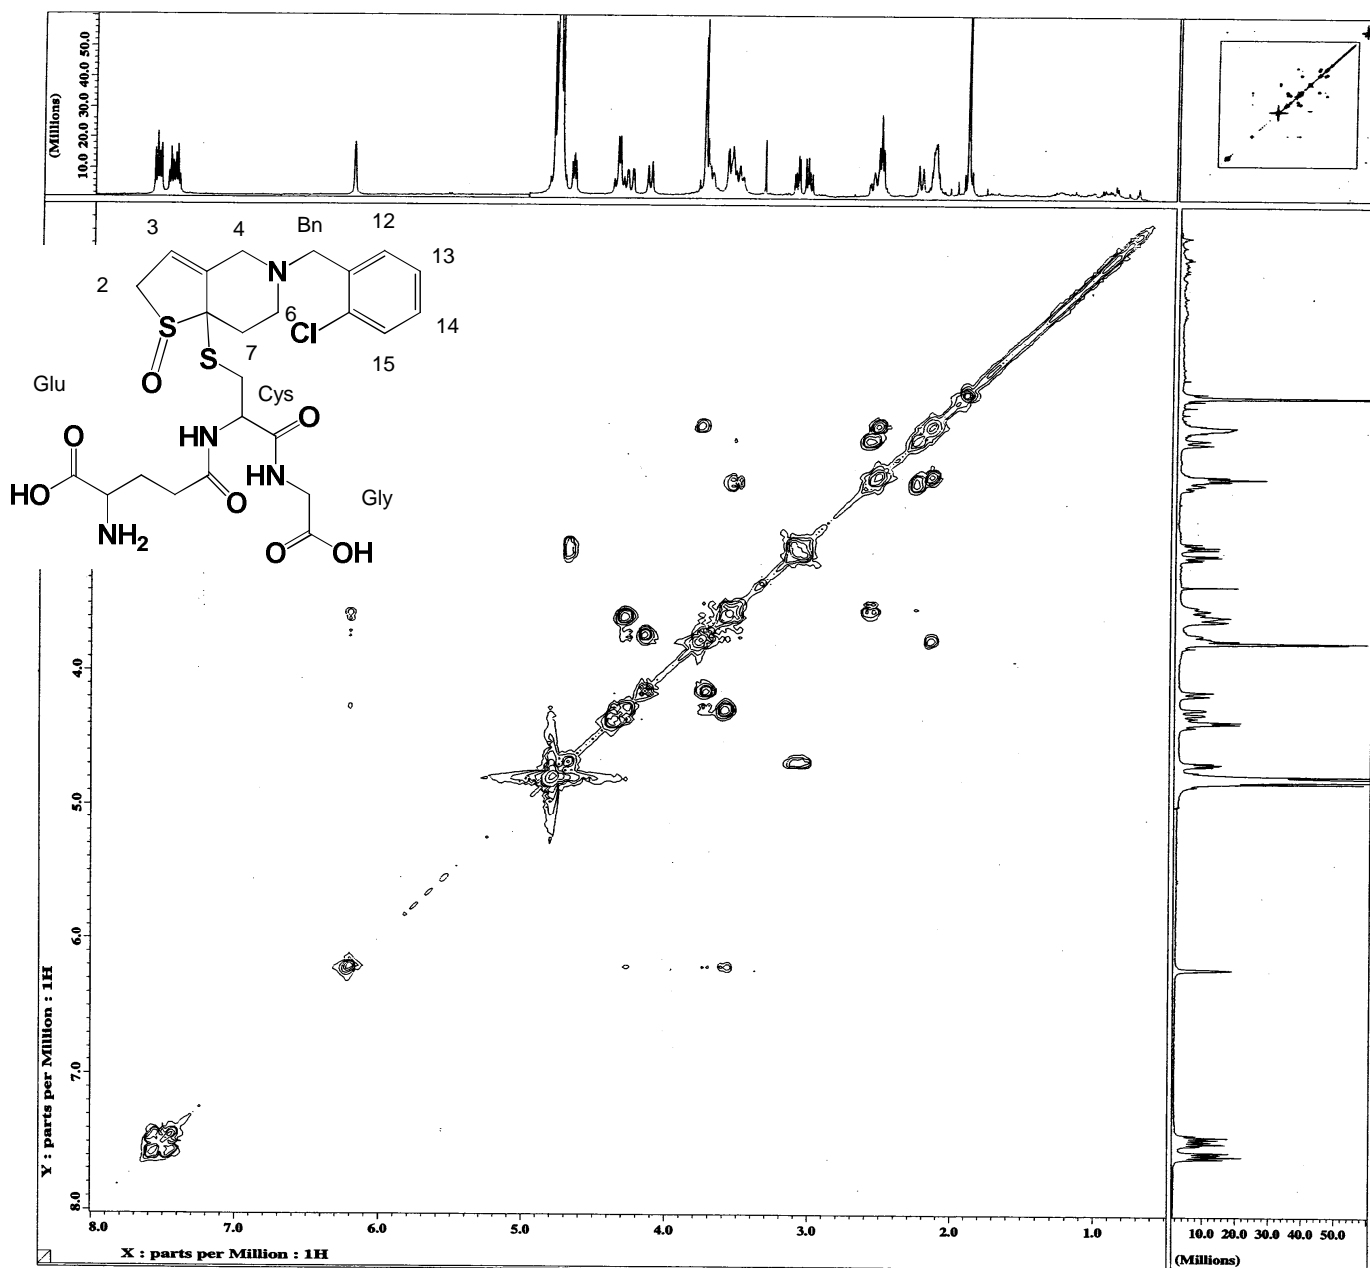 (Millions)
10.0 20.0 30.0 40.0 50.0
3
4
Bn
12
13
2
N
6
Cl
14
S
7
15
S
O
Glu
Cys
O
O
HN
HO
NH
Gly
O
NH2
O
OH
4.0
5.0
6.0
7.0
8.0
Y : parts per Million : 1H
8.0 7.0 6.0 5.0 4.0 3.0 2.0 1.0
X : parts per Million : 1H
10.0 20.0 30.0 40.0 50.0
(Millions)